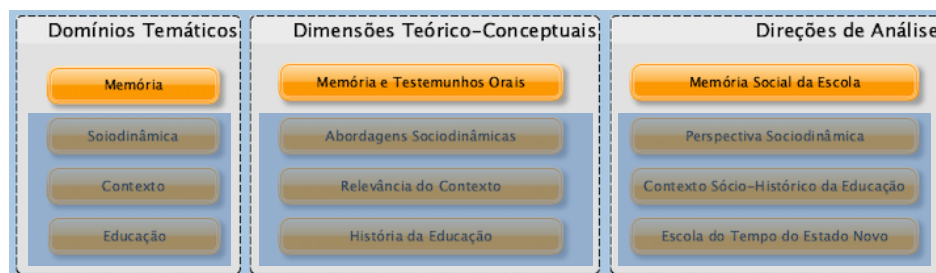 Domínios Temáticos
Memória
Soiodinâmica
Contexto
Educação
Dimensões Teórico-Conceptuais
Memória e Testemunhos Orais
Abordagens Sociodinâmicas
Relevância do Contexto
História da Educação
Direções de Análise
Memória Social da Escola
Perspectiva Sociodinâmica
Contexto Sócio-Histórico da Educação
Escola do Tempo do Estado Novo